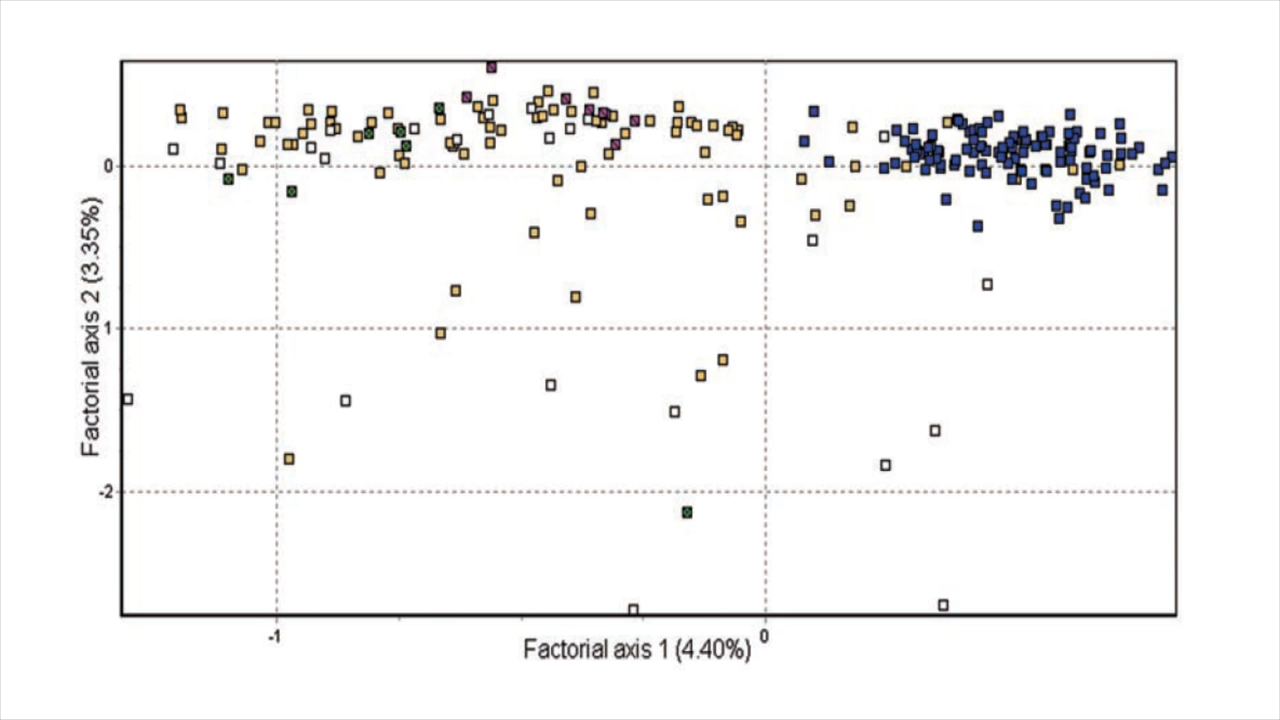 Factorial axis 2 (3.35%)
0
1
-2
-1
0
Factorial axis 1 (4.40%)